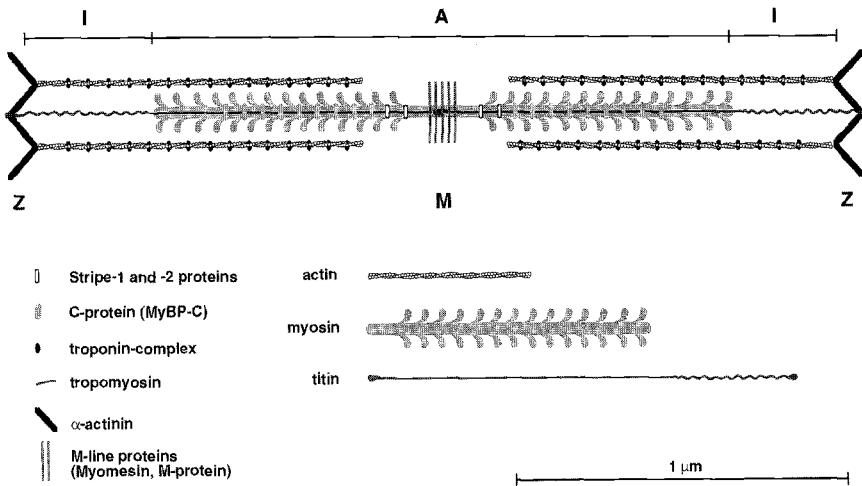 I A I
Z M Z
Stripe-1 and -2 proteins
C-protein (MyBP-C)
troponin-complex
tropomyosin
α-actinin
M-line proteins
(Myomesin, M-protein)
actin
myosin
titin
1 μm